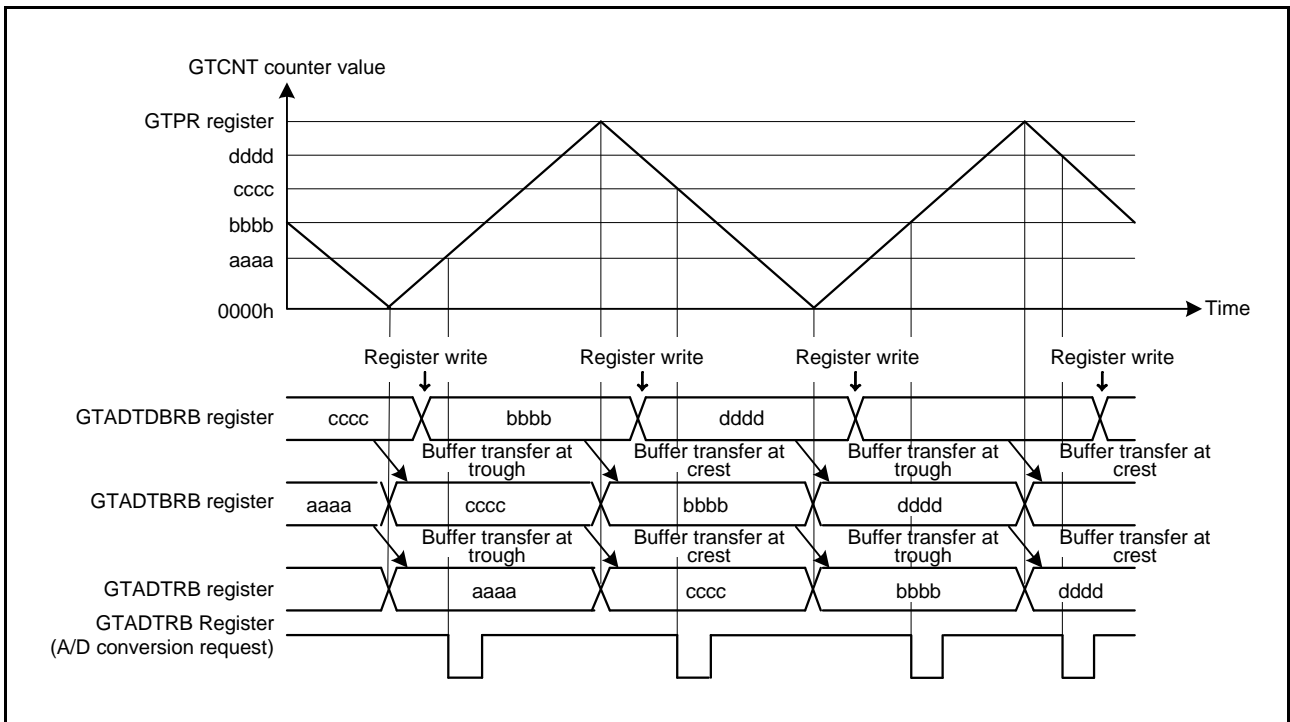 GTCNT counter value
GTPR register
dddd
cccc
bbbb
aaaa
0000h
Time
Register write Register write Register write Register write
GTADTDBRB register cccc bbbb dddd
Buffer transfer at trough Buffer transfer at crest Buffer transfer at trough Buffer transfer at crest
GTADTBRB register aaaa cccc bbbb dddd
Buffer transfer at trough Buffer transfer at crest Buffer transfer at trough Buffer transfer at crest
GTADTRB register aaaa cccc bbbb dddd
GTADTRB Register
(A/D conversion request)